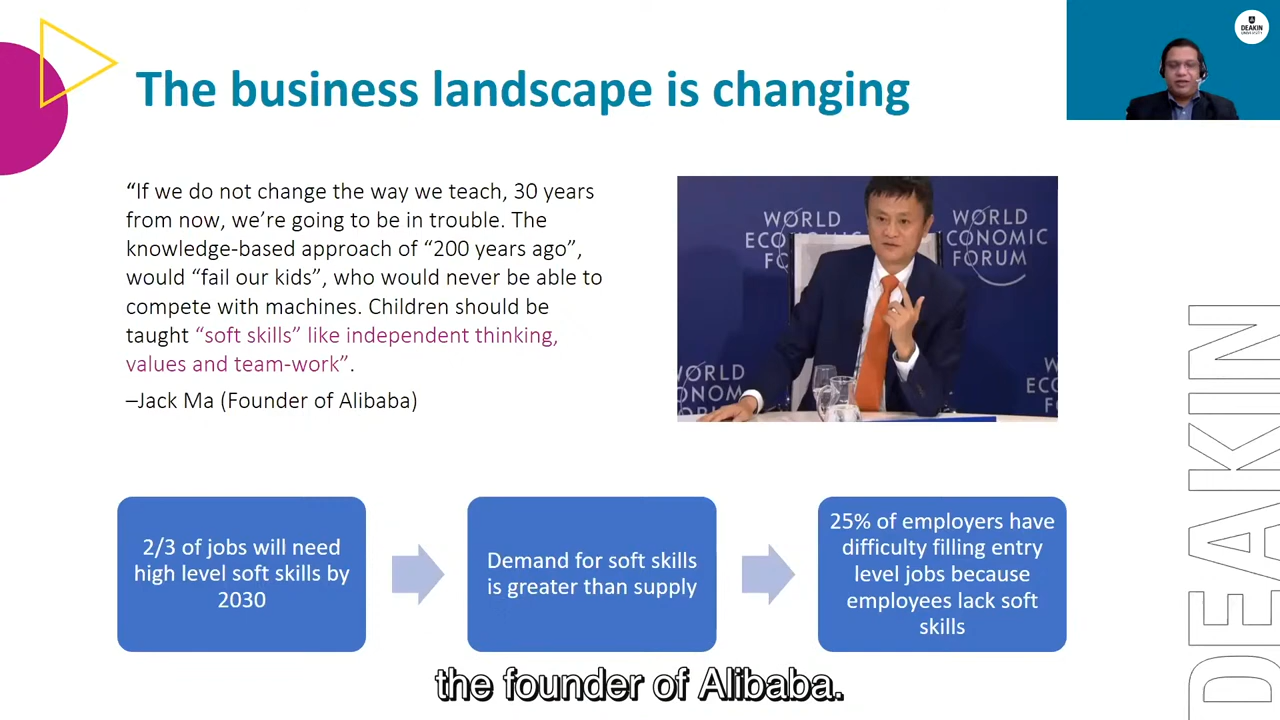 The business landscape is changing
DEAKIN
UNIVERSITY
“If we do not change the way we teach, 30 years
from now, we’re going to be in trouble. The
knowledge-based approach of “200 years ago”,
would “fail our kids”, who would never be able to
compete with machines. Children should be
taught “soft skills” like independent thinking,
values and team-work”.
–Jack Ma (Founder of Alibaba)
WORLD
ECONOMIC
FORUM
WORLD
ECONOMIC
FORUM
WORLD
2/3 of jobs will need
high level soft skills by
2030
Demand for soft skills
is greater than supply
25% of employers have
difficulty filling entry
level jobs because
employees lack soft
skills
DEAKIN
the founder of Alibaba.